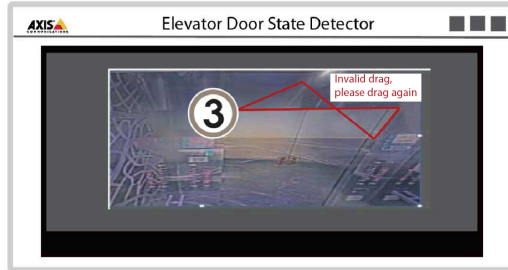 AXIS
COMMUNICATIONS
Elevator Door State Detector
Invalid drag,
please drag again
3